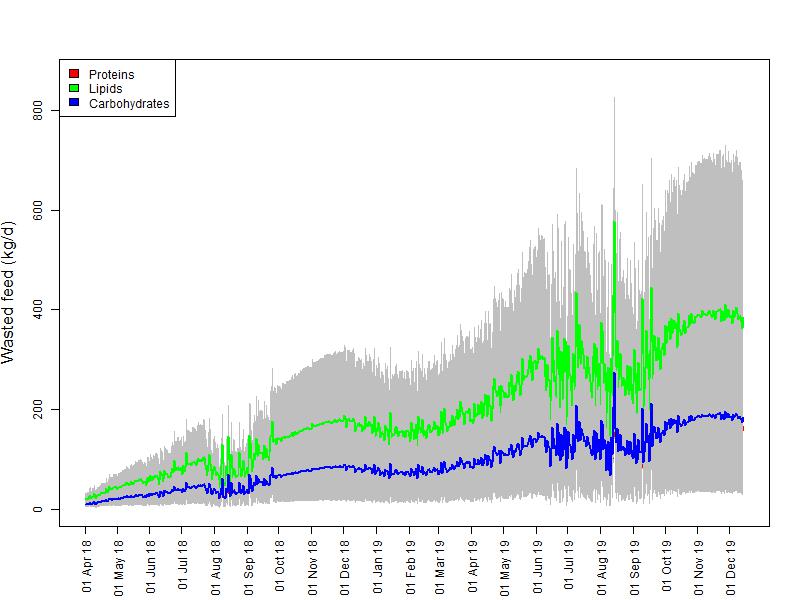 Proteins
Lipids
Carbohydrates
Wasted feed (kg/d)
800
600
400
200
0
01 Apr 18
01 May 18
01 Jun 18
01 Jul 18
01 Aug 18
01 Sep 18
01 Oct 18
01 Nov 18
01 Dec 18
01 Jan 19
01 Feb 19
01 Mar 19
01 Apr 19
01 May 19
01 Jun 19
01 Jul 19
01 Aug 19
01 Sep 19
01 Oct 19
01 Nov 19
01 Dec 19